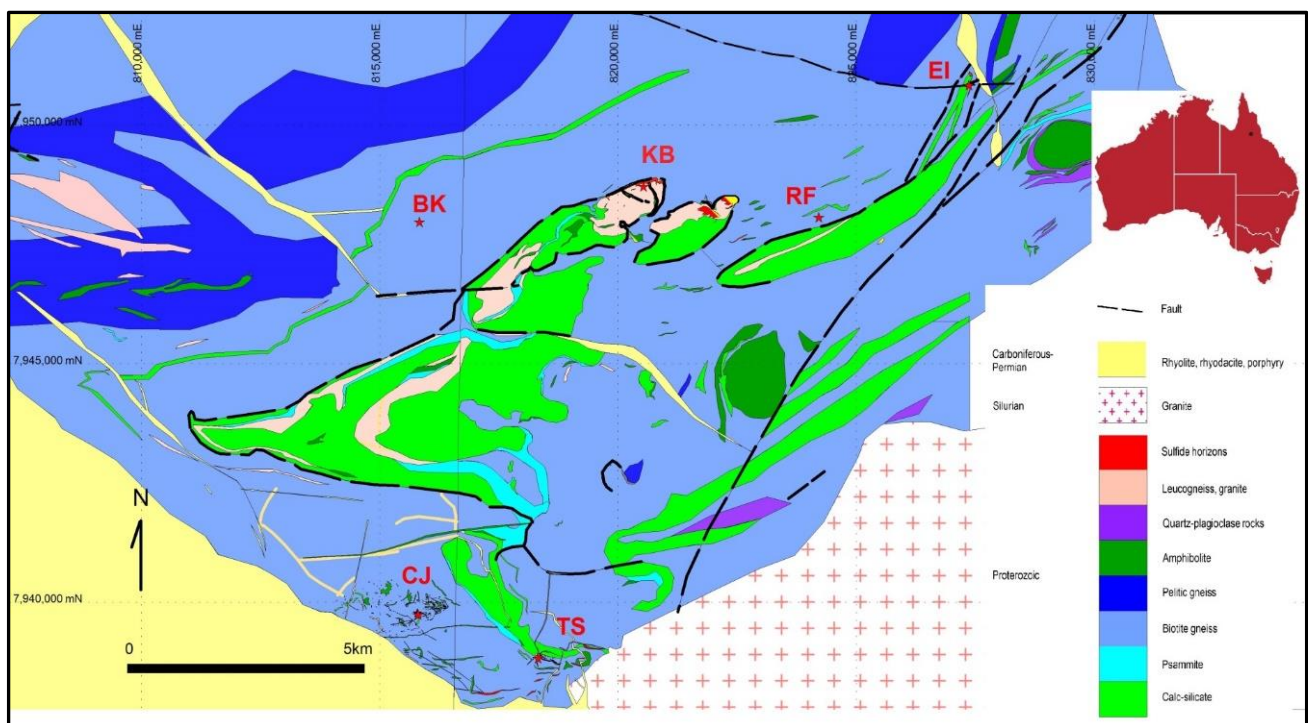 810,000 mE
815,000 mE
820,000 mE
825,000 mE
830,000 mE
EI
7,950,000 mN
KB
BK
RF
7,945,000 mN
N
CJ
7,940,000 mN
TS
0
5km
Fault
Carboniferous-
Permian
Rhyolite, rhyodacite, porphyry
Silurian
Granite
Sulfide horizons
Leucogneiss, granite
Quartz-plagioclase rocks
Amphibolite
Proterozcic
Pelitic gneiss
Biotite gneiss
Psammite
Calc-silicate